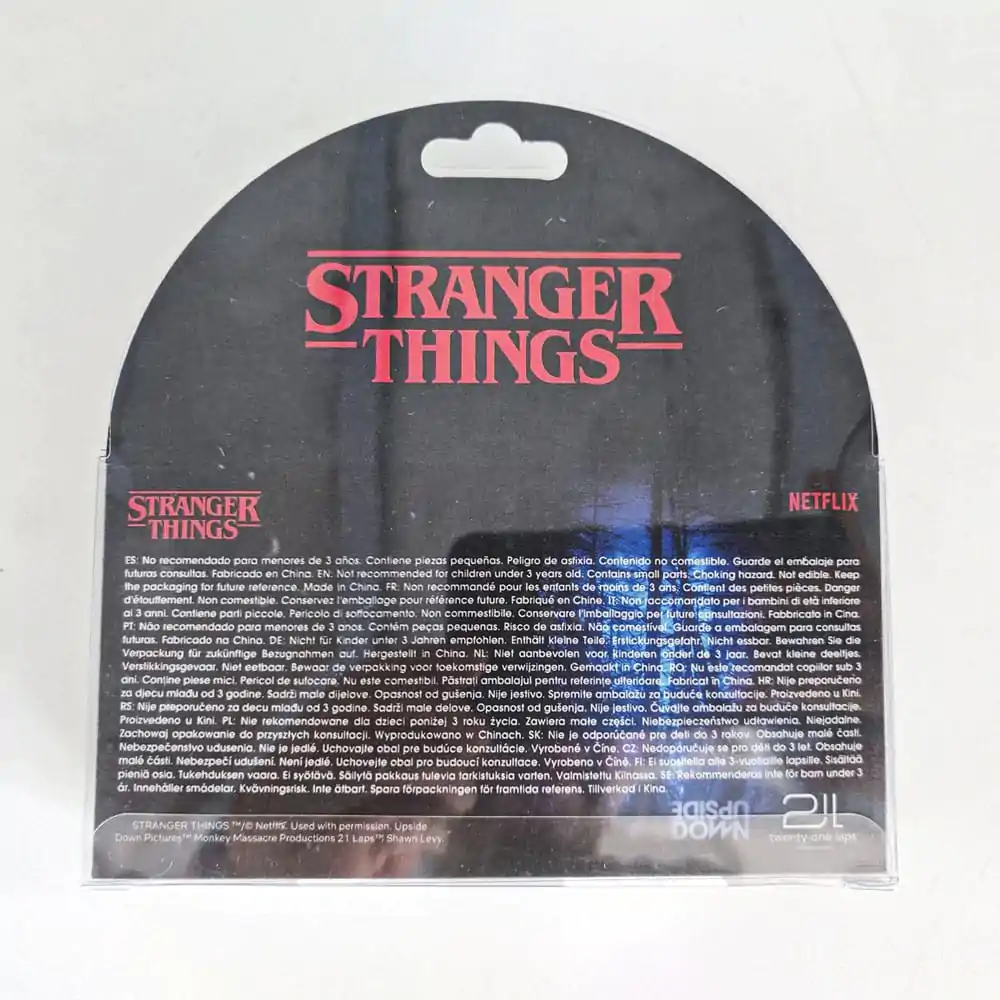 STRANGER
THINGS
STRANGER
THINGS
NETFLIX
ES: No recomendado para menores de 3 años. Contiene piezas pequeñas. Peligro de asfixia. Contenido no comestible. Guarde el embalaje para
futuras consultas. Fabricado en China. EN: Not recommended for children under 3 years old. Contains small parts. Choking hazard. Not edible. Keep
the packaging for future reference. Made in China. FR: Non recommandé pour les enfants de moins de 3 ans. Contient des petites pièces. Danger
d'étouffement. Non comestible. Conservez l'emballage pour référence future. Fabriqué en Chine. IT: Non raccomandato per i bambini di età inferiore
ai 3 anni. Contiene parti piccole. Pericolo di soffocamento. Non commestibile. Conservare l'imballaggio per future consultazioni. Fabbricato in Cina.
PT: Não recomendado para menores de 3 anos. Contém peças pequenas. Risco de asfixia. Não comestível. Guarde a embalagem para consultas
futuras. Fabricado na China. DE: Nicht für Kinder unter 3 Jahren empfohlen. Enthält kleine Teile. Erstickungsgefahr. Nicht essbar. Bewahren Sie die
Verpackung für zukünftige Bezugnahmen auf. Hergestellt in China. NL: Niet aanbevolen voor kinderen onder de 3 jaar. Bevat kleine deeltjes.
Verstikkingsgevaar. Niet eetbaar. Bewaar de verpakking voor toekomstige verwijzingen. Gemaakt in China. RO: Nu este recomandat copiilor sub 3
ani. Conține piese mici. Pericol de sufocare. Nu este comestibil. Păstrați ambalajul pentru referințe ulterioare. Fabricat în China. HR: Nije preporučeno
za djecu mlađu od 3 godine. Sadrži male dijelove. Opasnost od gušenja. Nije jestivo. Spremite ambalažu za buduće konzultacije. Proizvedeno u Kini.
RS: Nije preporučeno za decu mlađu od 3 godine. Sadrži male delove. Opasnost od gušenja. Nije jestivo. Čuvajte ambalažu za buduće konsultacije.
Proizvedeno u Kini. PL: Nie rekomendowane dla dzieci poniżej 3 roku życia. Zawiera małe części. Niebezpieczeństwo udławienia. Niejadalne.
Zachowaj opakowanie do przyszłych konsultacji. Wyprodukowano w Chinach. SK: Nie je odporúčané pre deti do 3 rokov. Obsahuje malé časti.
Nebezpečenstvo udusenia. Nie je jedlé. Uchovajte obal pre budúce konzultácie. Vyrobené v Číne. CZ: Nedoporučuje se pro děti do 3 let. Obsahuje
malé části. Nebezpečí udušení. Není jedlé. Uchovejte obal pro budoucí konzultace. Vyrobeno v Číně. FI: Ei suositella alle 3-vuotiaille lapsille. Sisältää
pieniä osia. Tukehduksen vaara. Ei syötävä. Säilytä pakkaus tulevia tarkistuksia varten. Valmistettu Kiinassa. SE: Rekommenderas inte för barn under 3
år. Innehåller smådelar. Kvävningsrisk. Inte ätbart. Spara förpackningen för framtida referens. Tillverkad i Kina.
UPSIDE
DOWN
21L
twenty-one laps
STRANGER THINGS ™/© Netflix. Used with permission. Upside
Down Pictures™ Monkey Massacre Productions 21 Laps™ Shawn Levy.